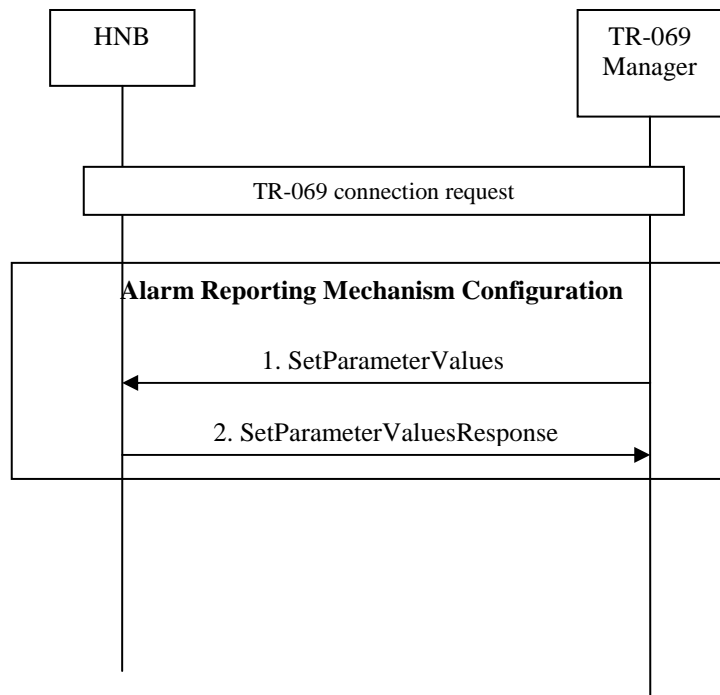 HNB
TR-069
Manager
TR-069 connection request
Alarm Reporting Mechanism Configuration
1. SetParameterValues
2. SetParameterValuesResponse